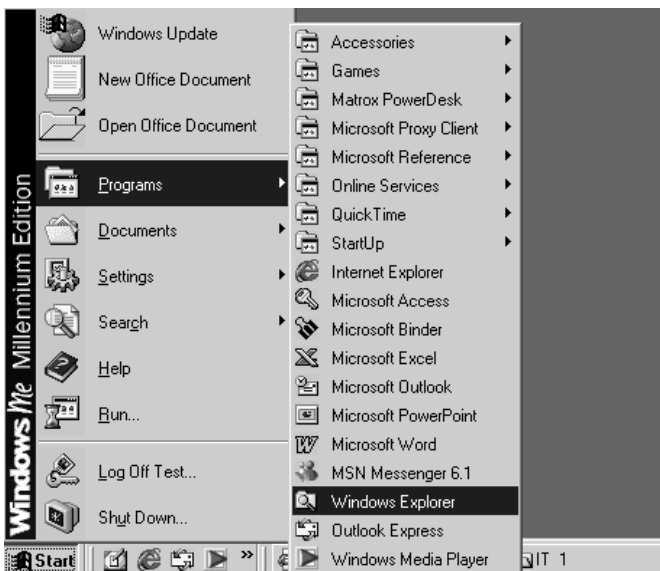 Windows Update
New Office Document
Open Office Document
Programs
Documents
Settings
Search
Help
Run...
Log Off Test...
Shut Down...
Windows Me Millennium Edition
Accessories
Games
Matrox PowerDesk
Microsoft Proxy Client
Microsoft Reference
Online Services
QuickTime
StartUp
Internet Explorer
Microsoft Access
Microsoft Binder
Microsoft Excel
Microsoft Outlook
Microsoft PowerPoint
Microsoft Word
MSN Messenger 6.1
Windows Explorer
Outlook Express
Windows Media Player
Start
»
IT 1